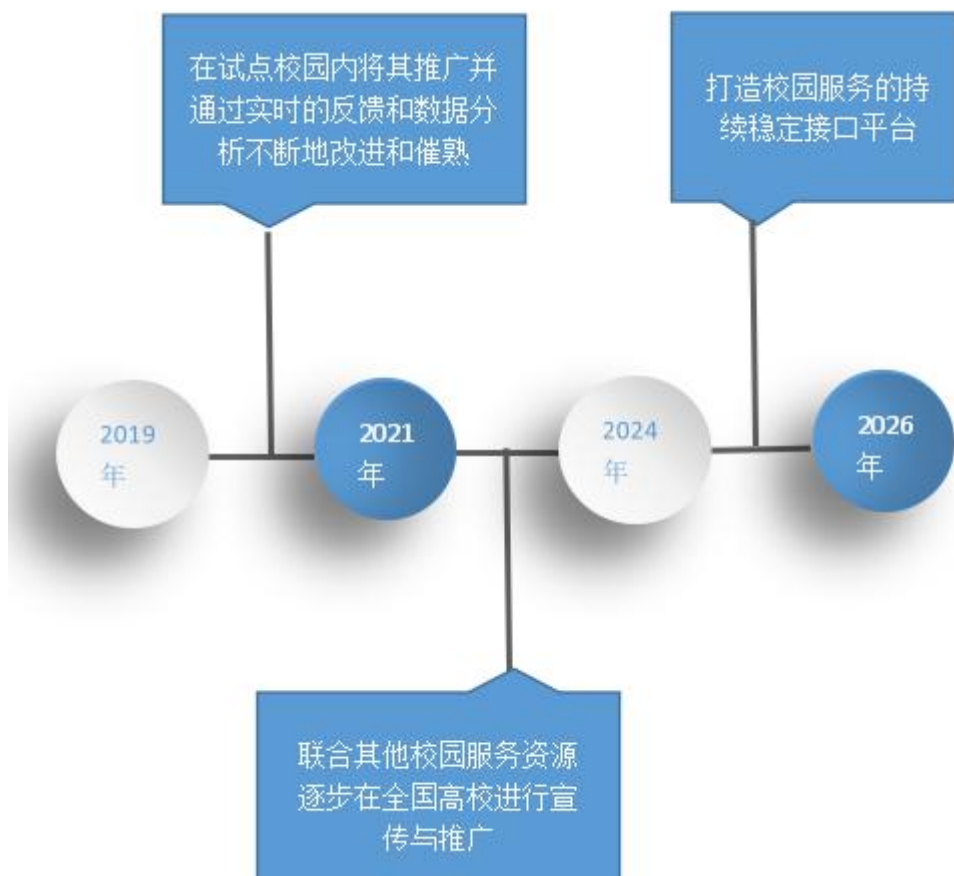 在试点校园内将其推广并
通过实时的反馈和数据分
析不断地改进和催熟
打造校园服务的持
续稳定接口平台
2019
年
2021
年
2024
年
2026
年
联合其他校园服务资源
逐步在全国高校进行宣
传与推广